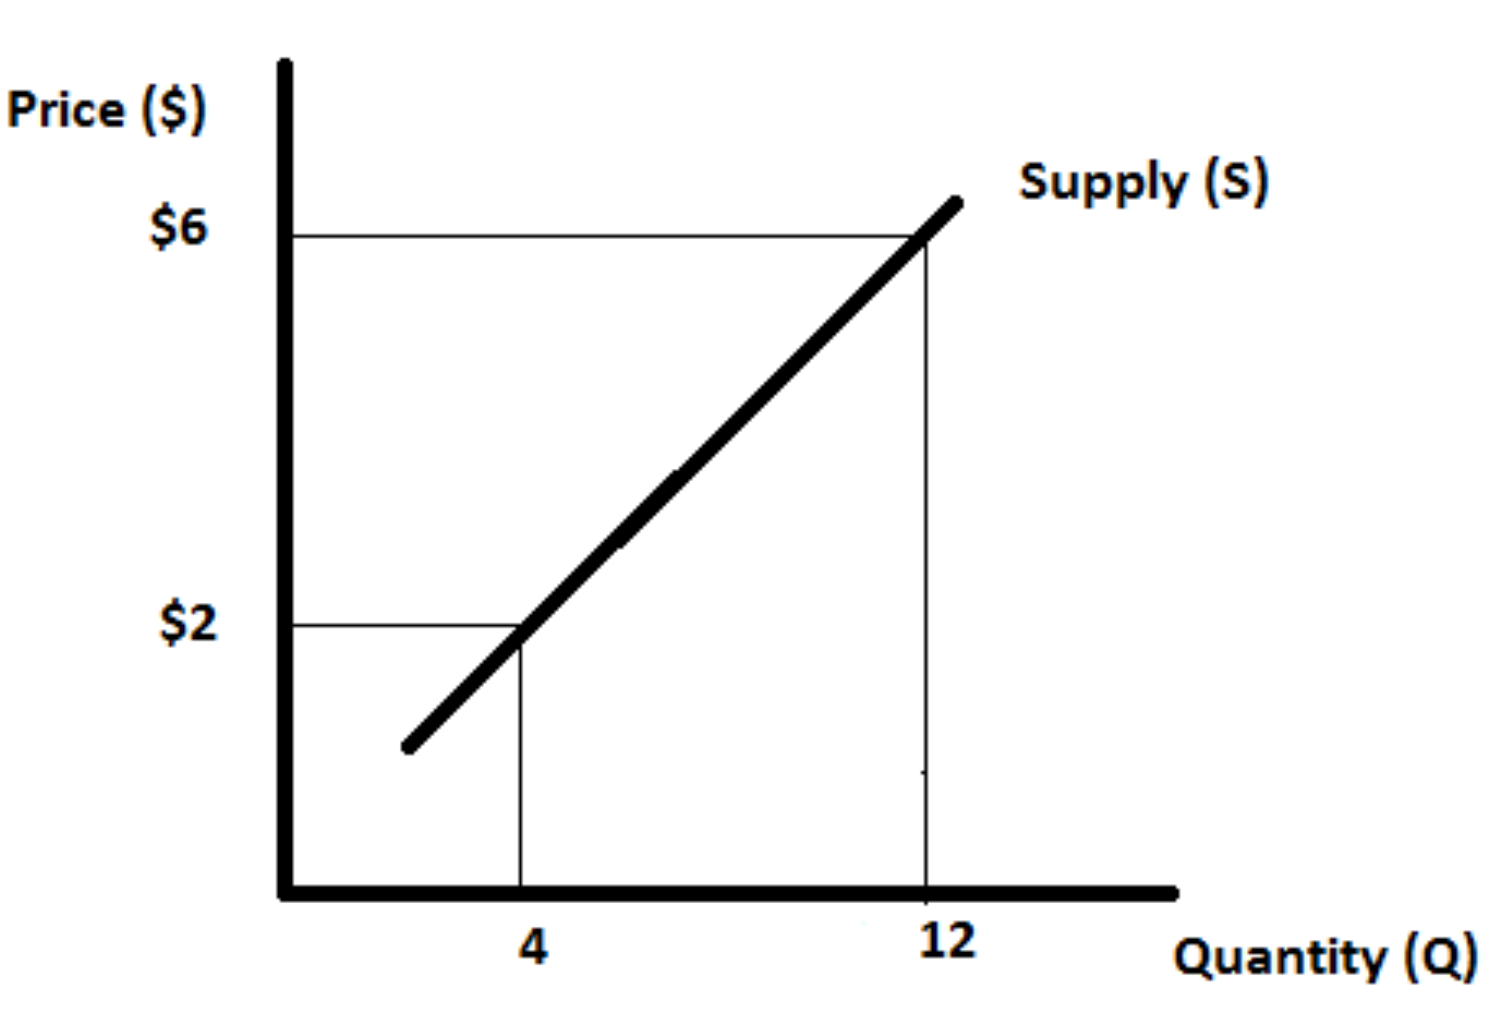 Price ($)
Supply (S)
$6
$2
4
12
Quantity (Q)